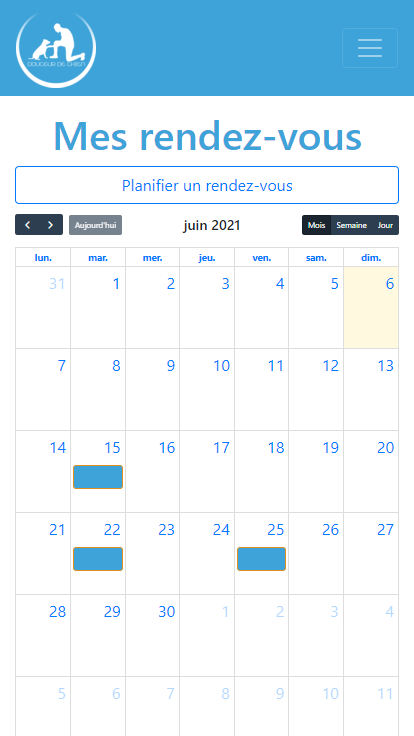 DOUCEUR DE CHIEN
Mes rendez-vous
Planifier un rendez-vous
Aujourd'hui juin 2021 Mois Semaine Jour
lun. mar. mer. jeu. ven. sam. dim.
31 1 2 3 4 5 6
7 8 9 10 11 12 13
14 15 16 17 18 19 20
21 22 23 24 25 26 27
28 29 30 1 2 3 4
5 6 7 8 9 10 11